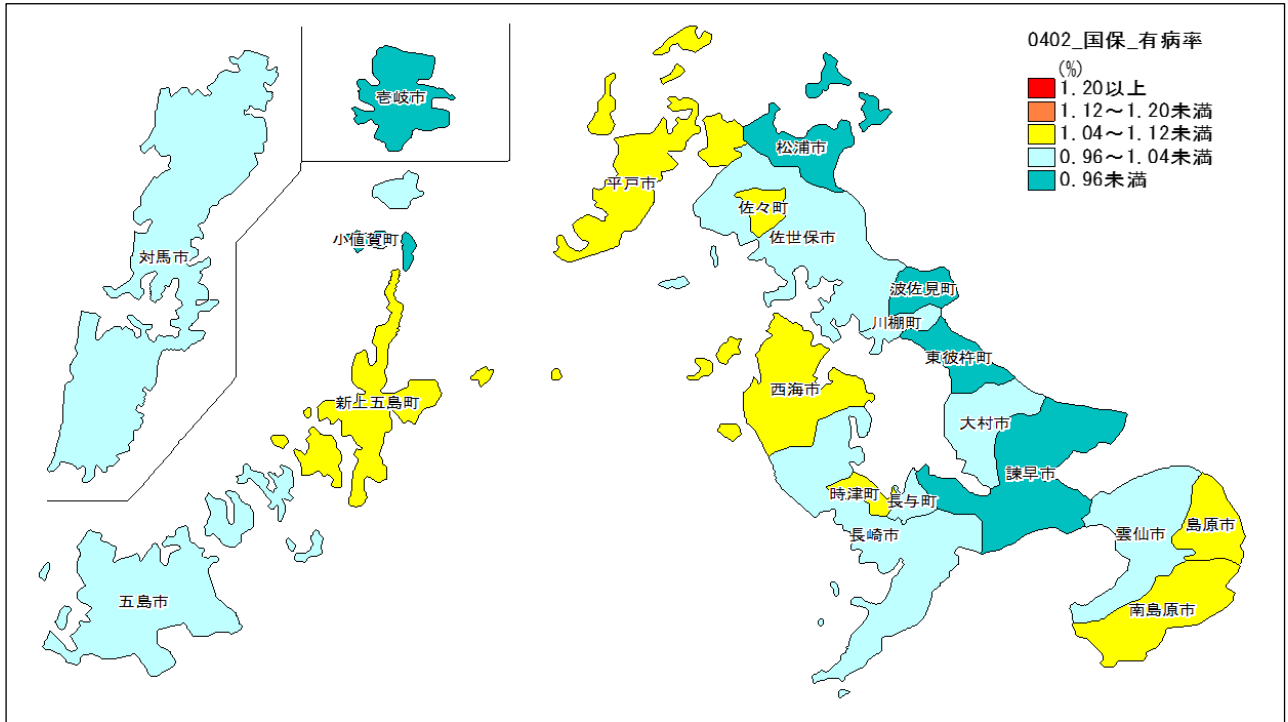 0402_国保_有病率
(%)
1.20以上
1.12～1.20未満
1.04～1.12未満
0.96～1.04未満
0.96未満
壱岐市
松浦市
平戸市
佐々町
佐世保市
小値賀町
対馬市
波佐見町
川棚町
東彼杵町
西海市
新上五島町
大村市
諫早市
時津町
長与町
島原市
長崎市
雲仙市
五島市
南島原市